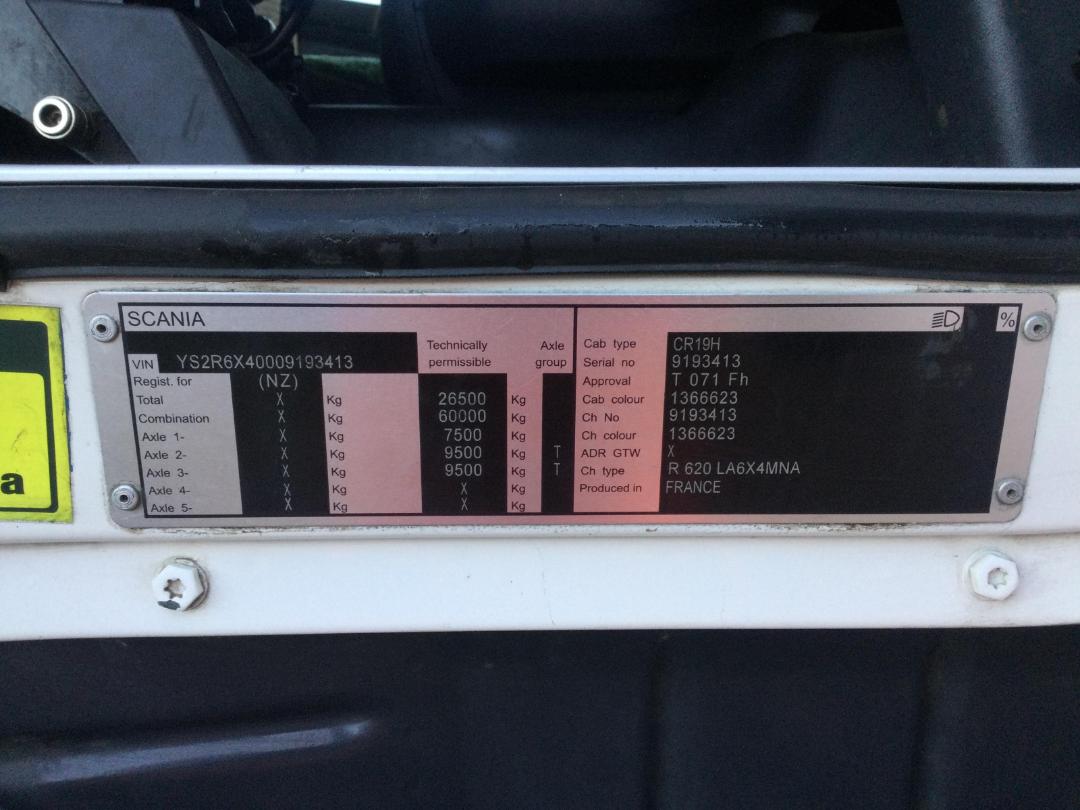 SCANIA %
VIN YS2R6X40009193413 Technically permissible Axle group
Regist. for (NZ)
Total X Kg 26500 Kg
Combination X Kg 60000 Kg
Axle 1- X Kg 7500 Kg
Axle 2- X Kg 9500 Kg T
Axle 3- X Kg 9500 Kg T
Axle 4- X Kg X Kg
Axle 5- X Kg X Kg
Cab type CR19H
Serial no 9193413
Approval T 071 Fh
Cab colour 1366623
Ch No 9193413
Ch colour 1366623
ADR GTW X
Ch type R 620 LA6X4MNA
Produced in FRANCE
a